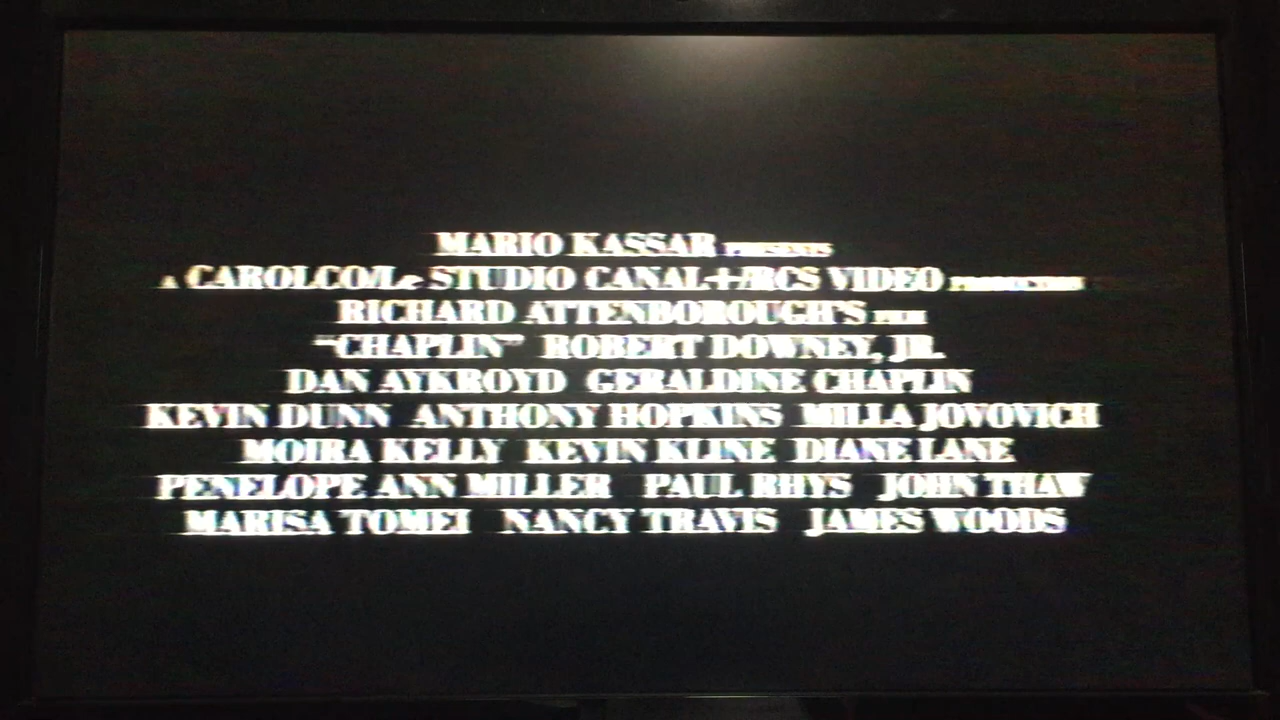 MARIO KASSAR PRESENTS
A CAROLCO/Le STUDIO CANAL+/RCS VIDEO PRODUCTION
RICHARD ATTENBOROUGH'S FILM
"CHAPLIN" ROBERT DOWNEY, JR.
DAN AYKROYD GERALDINE CHAPLIN
KEVIN DUNN ANTHONY HOPKINS MILLA JOVOVICH
MOIRA KELLY KEVIN KLINE DIANE LANE
PENELOPE ANN MILLER PAUL RHYS JOHN THAW
MARISA TOMEI NANCY TRAVIS JAMES WOODS